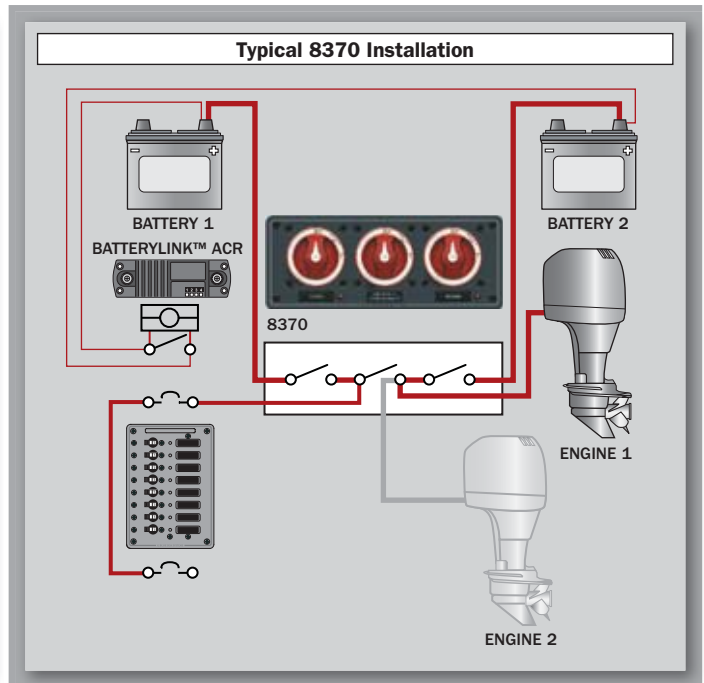 Typical 8370 Installation
BATTERY 1
BATTERY 2
BATTERYLINK™ ACR
8370
ENGINE 1
ENGINE 2